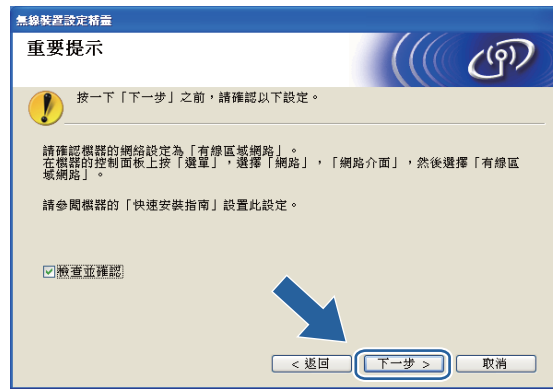 無線裝置設定精靈
重要提示
按一下「下一步」之前，請確認以下設定。
請確認機器的網絡設定為「有線區域網路」。
在機器的控制面板上按「選單」，選擇「網路」，「網路介面」，然後選擇「有線區
域網路」。
請參閱機器的「快速安裝指南」設置此設定。
檢查並確認
< 返回
下一步 >
取消